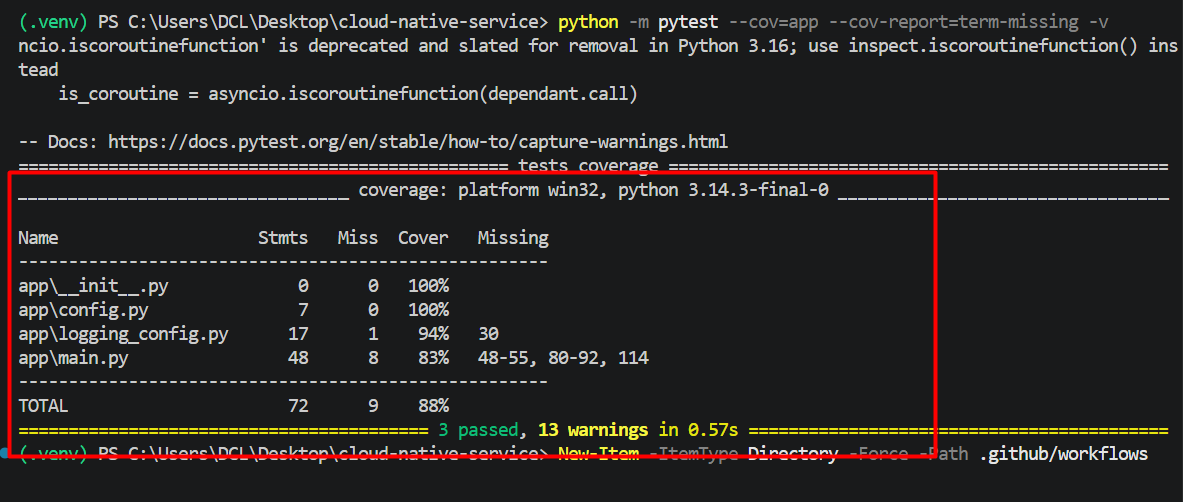 (.venv) PS C:\Users\DCL\Desktop\cloud-native-service> python -m pytest --cov=app --cov-report=term-missing -v
ncio.iscoroutinefunction' is deprecated and slated for removal in Python 3.16; use inspect.iscoroutinefunction() ins
tead
    is_coroutine = asyncio.iscoroutinefunction(dependant.call)

-- Docs: https://docs.pytest.org/en/stable/how-to/capture-warnings.html
================================================= tests coverage ==================================================
_________________________________ coverage: platform win32, python 3.14.3-final-0 _________________________________

Name                    Stmts   Miss  Cover   Missing
-----------------------------------------------------
app\__init__.py             0      0   100%
app\config.py               7      0   100%
app\logging_config.py      17      1    94%   30
app\main.py                48      8    83%   48-55, 80-92, 114
-----------------------------------------------------
TOTAL                      72      9    88%
========================================= 3 passed, 13 warnings in 0.57s ==========================================
(.venv) PS C:\Users\DCL\Desktop\cloud-native-service> New-Item -ItemType Directory -Force -Path .github/workflows